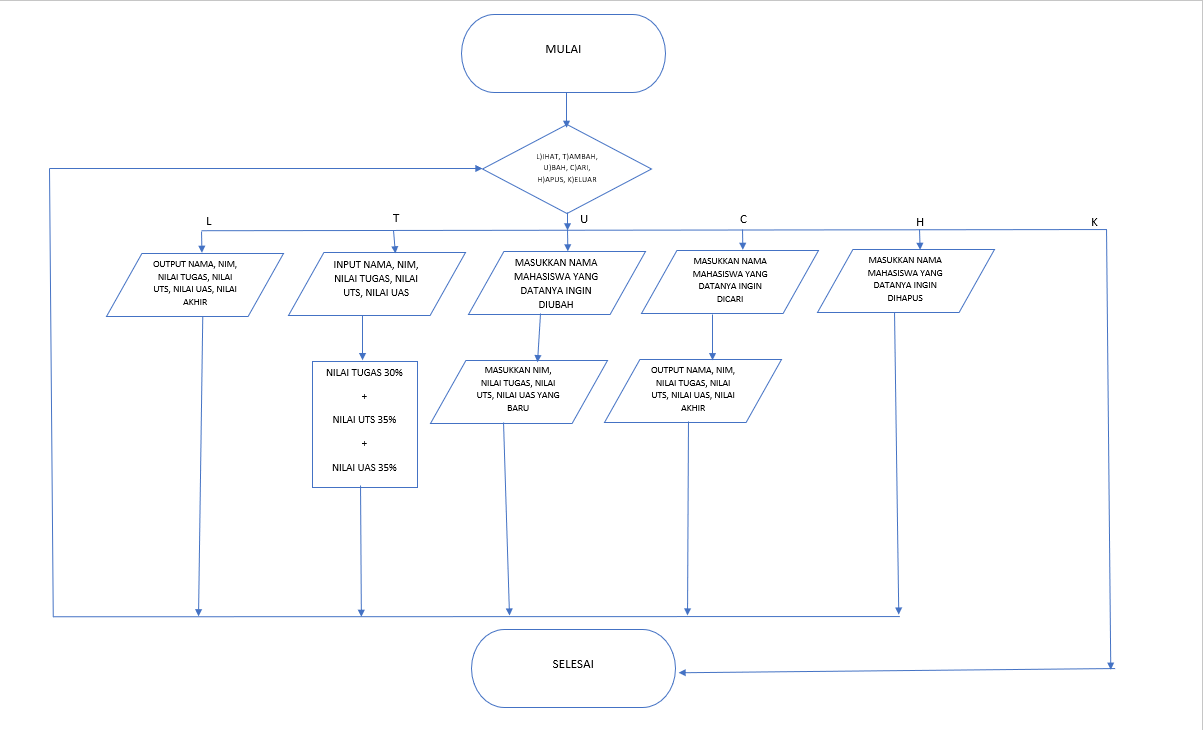 MULAI
L)IHAT, T)AMBAH,
U)BAH, C)ARI,
H)APUS, K)ELUAR
L
T
U
C
H
K
OUTPUT NAMA, NIM,
NILAI TUGAS, NILAI
UTS, NILAI UAS, NILAI
AKHIR
INPUT NAMA, NIM,
NILAI TUGAS, NILAI
UTS, NILAI UAS
MASUKKAN NAMA
MAHASISWA YANG
DATANYA INGIN
DIUBAH
MASUKKAN NAMA
MAHASISWA YANG
DATANYA INGIN
DICARI
MASUKKAN NAMA
MAHASISWA YANG
DATANYA INGIN
DIHAPUS
NILAI TUGAS 30%
+
NILAI UTS 35%
+
NILAI UAS 35%
MASUKKAN NIM,
NILAI TUGAS, NILAI
UTS, NILAI UAS YANG
BARU
OUTPUT NAMA, NIM,
NILAI TUGAS, NILAI
UTS, NILAI UAS, NILAI
AKHIR
SELESAI